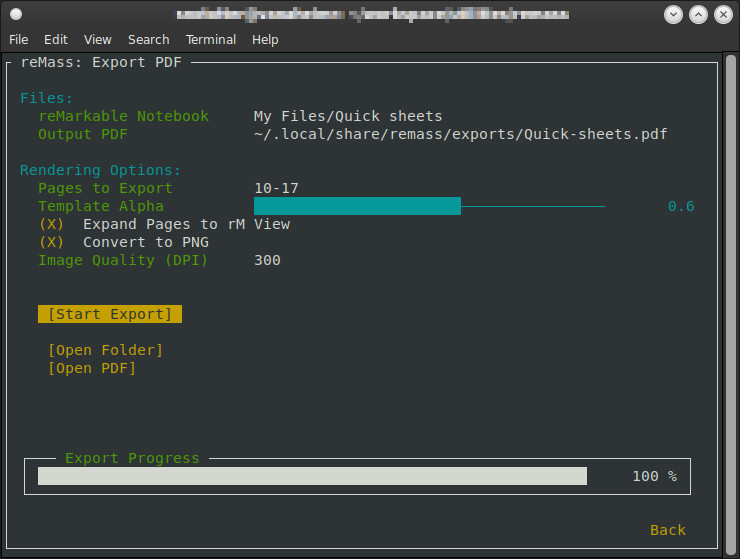 File Edit View Search Terminal Help
reMass: Export PDF
Files:
reMarkable Notebook My Files/Quick sheets
Output PDF ~/.local/share/remass/exports/Quick-sheets.pdf
Rendering Options:
Pages to Export 10-17
Template Alpha 0.6
(X) Expand Pages to rM View
(X) Convert to PNG
Image Quality (DPI) 300
[Start Export]
[Open Folder]
[Open PDF]
Export Progress
100 %
Back